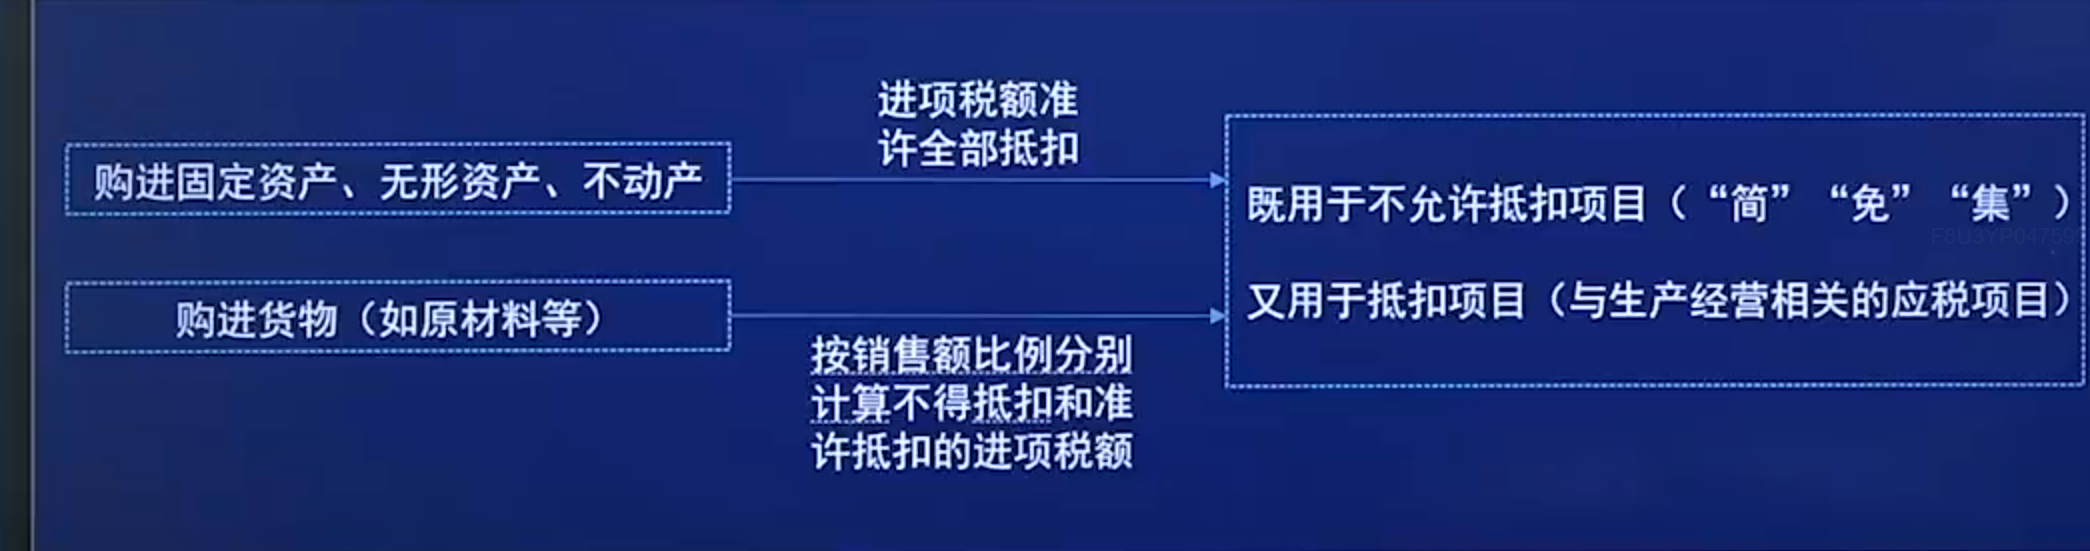 进项税额准
许全部抵扣
购进固定资产、无形资产、不动产
既用于不允许抵扣项目（“简”“免”“集”）
又用于抵扣项目（与生产经营相关的应税项目）
购进货物（如原材料等）
按销售额比例分别
计算不得抵扣和准
许抵扣的进项税额